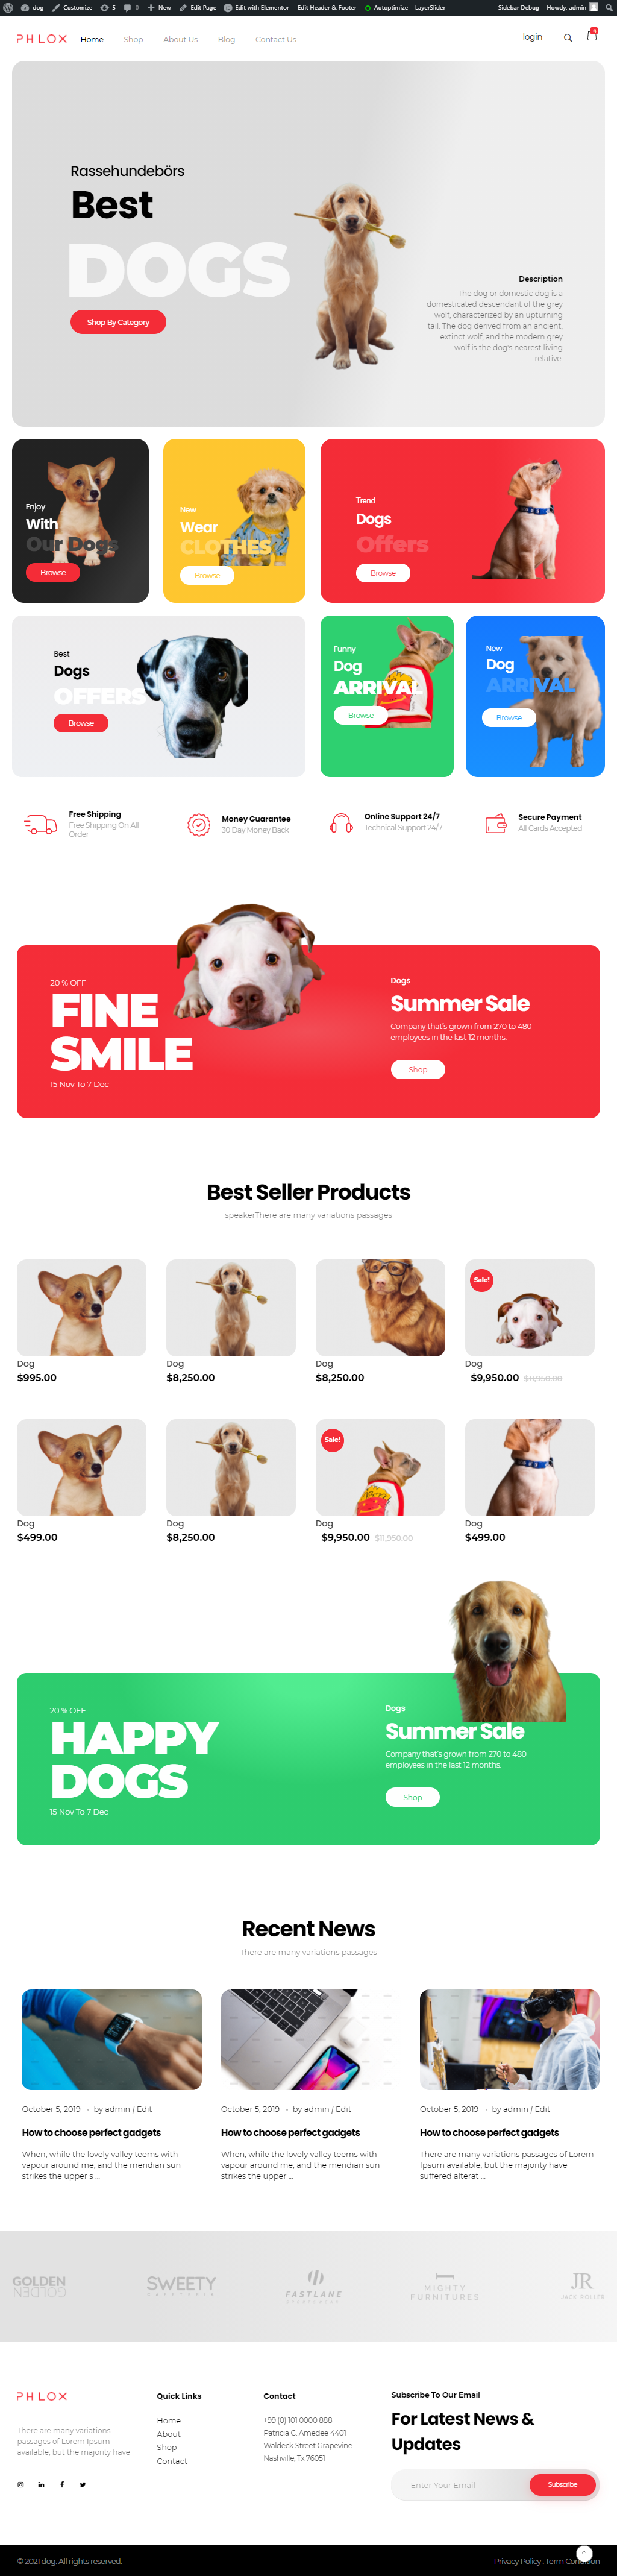 dog
Customize
5
0
New
Edit Page
Edit with Elementor
Edit Header & Footer
Autoptimize
LayerSlider
Sidebar Debug
Howdy, admin
PHLOX
Home
Shop
About Us
Blog
Contact Us
login
Rassehundebörs
Best
DOGS
Shop By Category
Description
The dog or domestic dog is a
domesticated descendant of the grey
wolf, characterized by an upturning
tail. The dog derived from an ancient,
extinct wolf, and the modern grey
wolf is the dog's nearest living
relative.
Enjoy
With
Our Dogs
Browse
New
Wear
CLOTHES
Browse
Trend
Dogs
Offers
Browse
Best
Dogs
OFFERS
Browse
Funny
Dog
ARRIVAL
Browse
New
Dog
ARRIVAL
Browse
Free Shipping
Free Shipping On All
Order
Money Guarantee
30 Day Money Back
Online Support 24/7
Technical Support 24/7
Secure Payment
All Cards Accepted
20 % OFF
FINE
SMILE
15 Nov To 7 Dec
Dogs
Summer Sale
Company that's grown from 270 to 480
employees in the last 12 months.
Shop
Best Seller Products
speaker!There are many variations passages
Dog
$995.00
Dog
$8,250.00
Dog
$8,250.00
Sale!
Dog
$9,950.00 $11,950.00
Dog
$499.00
Dog
$8,250.00
Sale!
Dog
$9,950.00 $11,950.00
Dog
$499.00
20 % OFF
HAPPY
DOGS
15 Nov To 7 Dec
Dogs
Summer Sale
Company that's grown from 270 to 480
employees in the last 12 months.
Shop
Recent News
There are many variations passages
October 5, 2019 • by admin / Edit
How to choose perfect gadgets
When, while the lovely valley teems with
vapour around me, and the meridian sun
strikes the upper s ...
October 5, 2019 • by admin / Edit
How to choose perfect gadgets
When, while the lovely valley teems with
vapour around me, and the meridian sun
strikes the upper ...
October 5, 2019 • by admin / Edit
How to choose perfect gadgets
There are many variations passages of Lorem
Ipsum available, but the majority have
suffered alterat ...
GOLDEN
GOLDEN
SWEETY
FASTLANE
MIGHTY
FURNITURES
JR
JACK ROLLER
PHLOX
There are many variations
passages of Lorem Ipsum
available, but the majority have
Quick Links
Home
About
Shop
Contact
Contact
+99 (0) 101 0000 888
Patricia C. Amedee 4401
Waldeck Street Grapevine
Nashville, Tx 76051
Subscribe To Our Email
For Latest News &
Updates
Enter Your Email
Subscribe
© 2021 dog. All rights reserved.
Privacy Policy . Term Condition